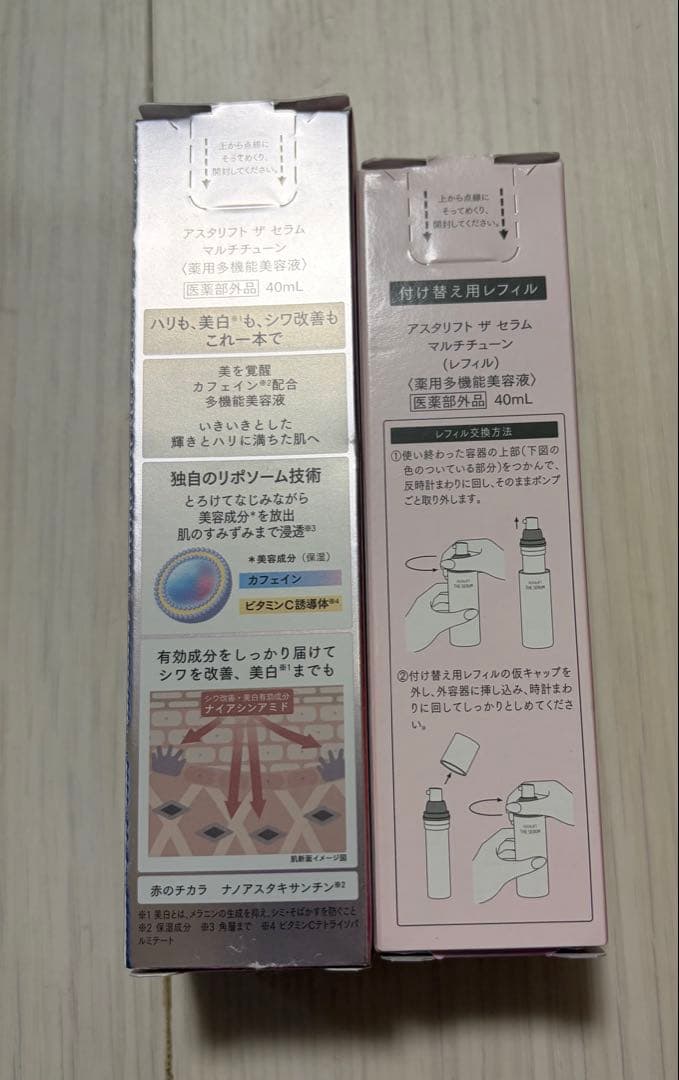 上から点線に
そってめくり、
開封してください。
アスタリフト ザ セラム
マルチチューン
〈薬用多機能美容液〉
医薬部外品 40mL
ハリも、美白※1も、シワ改善も
これ一本で
美を覚醒
カフェイン※2配合
多機能美容液
いきいきとした
輝きとハリに満ちた肌へ
独自のリポソーム技術
とろけてなじみながら
美容成分*を放出
肌のすみずみまで浸透※3
*美容成分（保湿）
カフェイン
ビタミンC誘導体※4
有効成分をしっかり届けて
シワを改善、美白※1までも
シワ改善・美白有効成分
ナイアシンアミド
肌断面イメージ図
赤のチカラ ナノアスタキサンチン※2
※1 美白とは、メラニンの生成を抑え、シミ・そばかすを防ぐこと
※2 保湿成分 ※3 角層まで ※4 ビタミンCテトライソパ
ルミテート
上から点線に
そってめくり、
開封してください。
付け替え用レフィル
アスタリフト ザ セラム
マルチチューン
（レフィル）
〈薬用多機能美容液〉
医薬部外品 40mL
レフィル交換方法
①使い終わった容器の上部（下図の
色のついている部分）をつかんで、
反時計まわりに回し、そのままポンプ
ごと取り外します。
THE SERUM
THE SERUM
②付け替え用レフィルの仮キャップを
外し、外容器に挿し込み、時計まわ
りに回してしっかりとしめてくださ
い。
THE SERUM